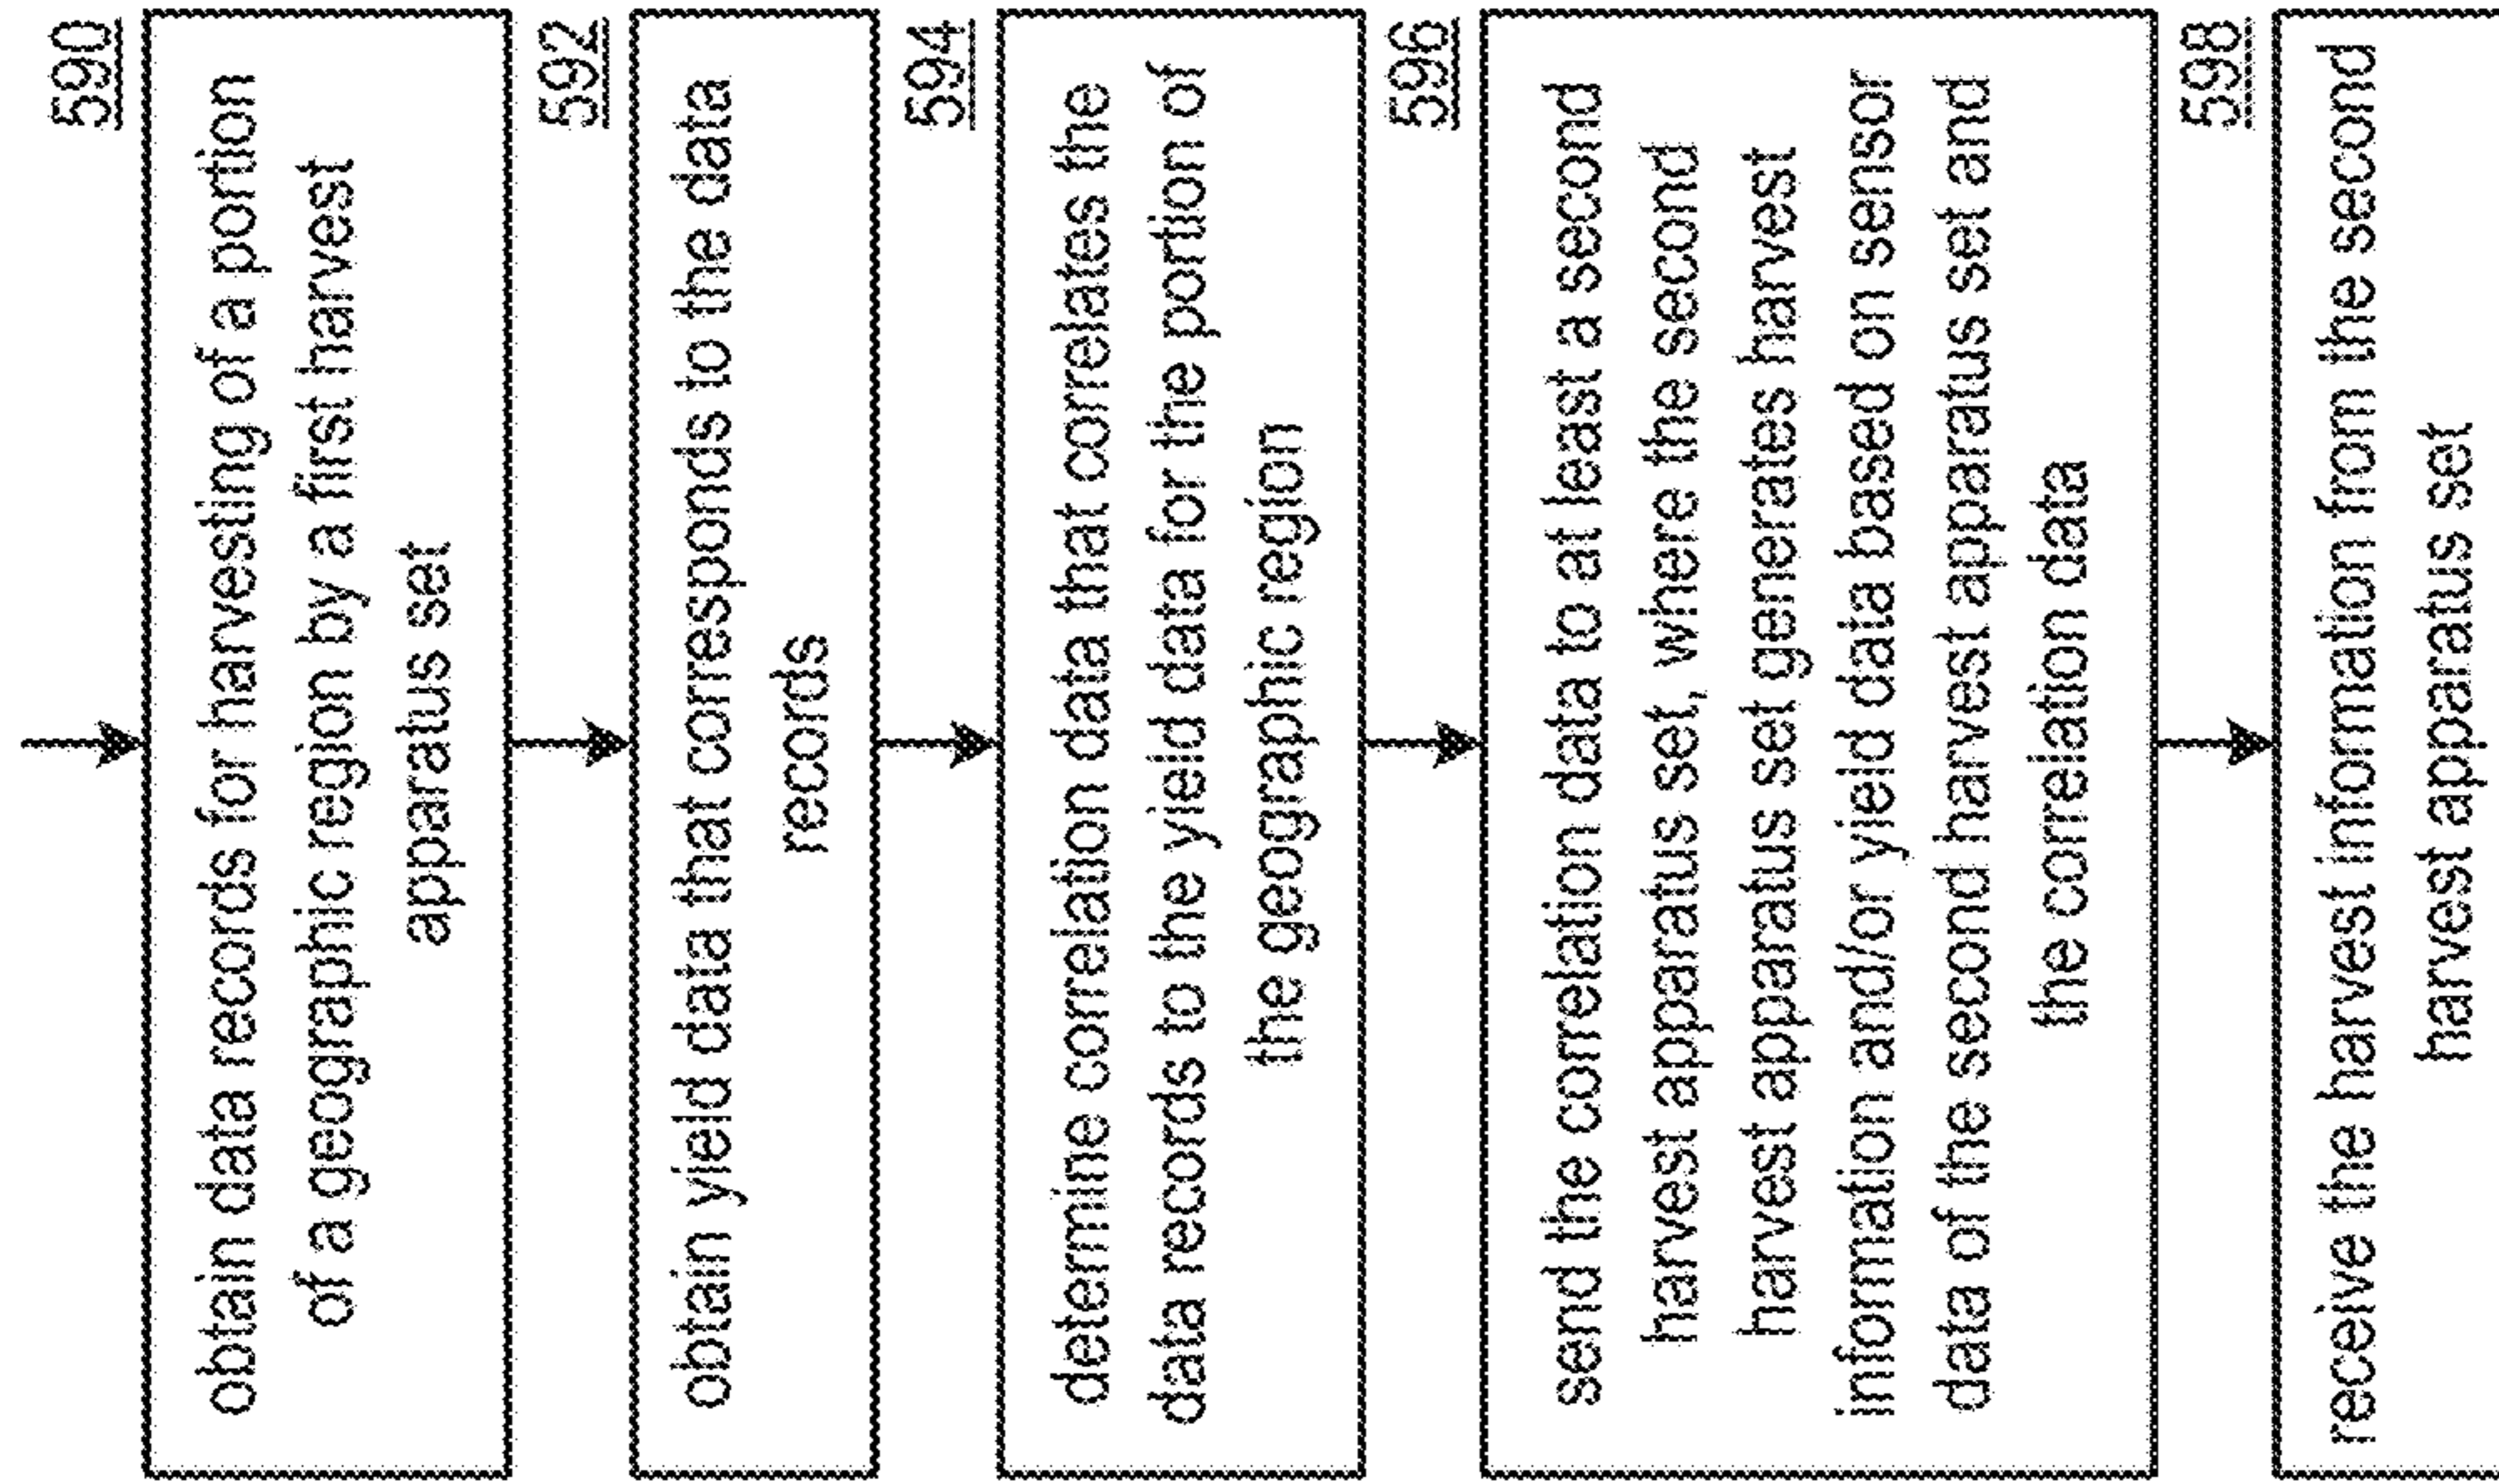 590
obtain data records for harvesting of a portion
of a geographic region by a first harvest
apparatus set
592
obtain yield data that corresponds to the data
records
594
determine correlation data that correlates the
data records to the yield data for the portion of
the geographic region
596
send the correlation data to at least a second
harvest apparatus set, where the second
harvest apparatus set generates harvest
information and/or yield data based on sensor
data of the second harvest apparatus set and
the correlation data
598
receive the harvest information from the second
harvest apparatus set